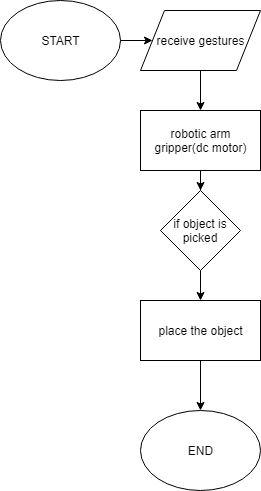 START
receive gestures
robotic arm
gripper(dc motor)
if object is
picked
place the object
END